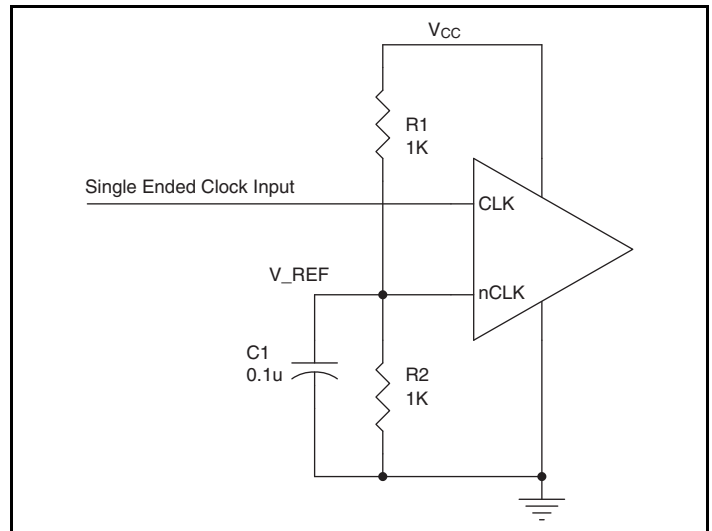 VCC
R1
1K
Single Ended Clock Input
CLK
V_REF
nCLK
C1
0.1u
R2
1K